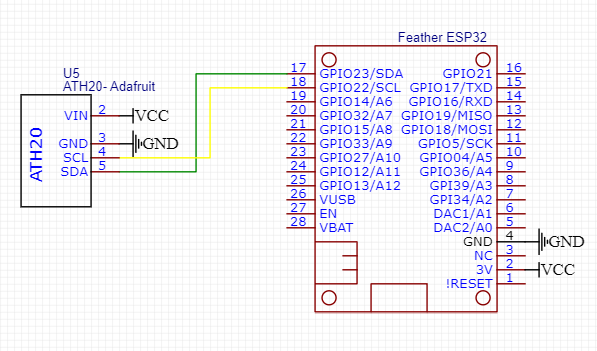 Feather ESP32
U5
ATH20- Adafruit
ATH20
VIN 2 VCC
GND 3 GND
SCL 4
SDA 5
17 GPIO23/SDA GPIO21 16
18 GPIO22/SCL GPIO17/TXD 15
19 GPIO14/A6 GPIO16/RXD 14
20 GPIO32/A7 GPIO19/MISO 13
21 GPIO15/A8 GPIO18/MOSI 12
22 GPIO33/A9 GPIO5/SCK 11
23 GPIO27/A10 GPIO04/A5 10
24 GPIO12/A11 GPIO36/A4 9
25 GPIO13/A12 GPI39/A3 8
26 VUSB GPI34/A2 7
27 EN DAC1/A1 6
28 VBAT DAC2/A0 5
GND 4 GND
NC 3
3V 2 VCC
!RESET 1